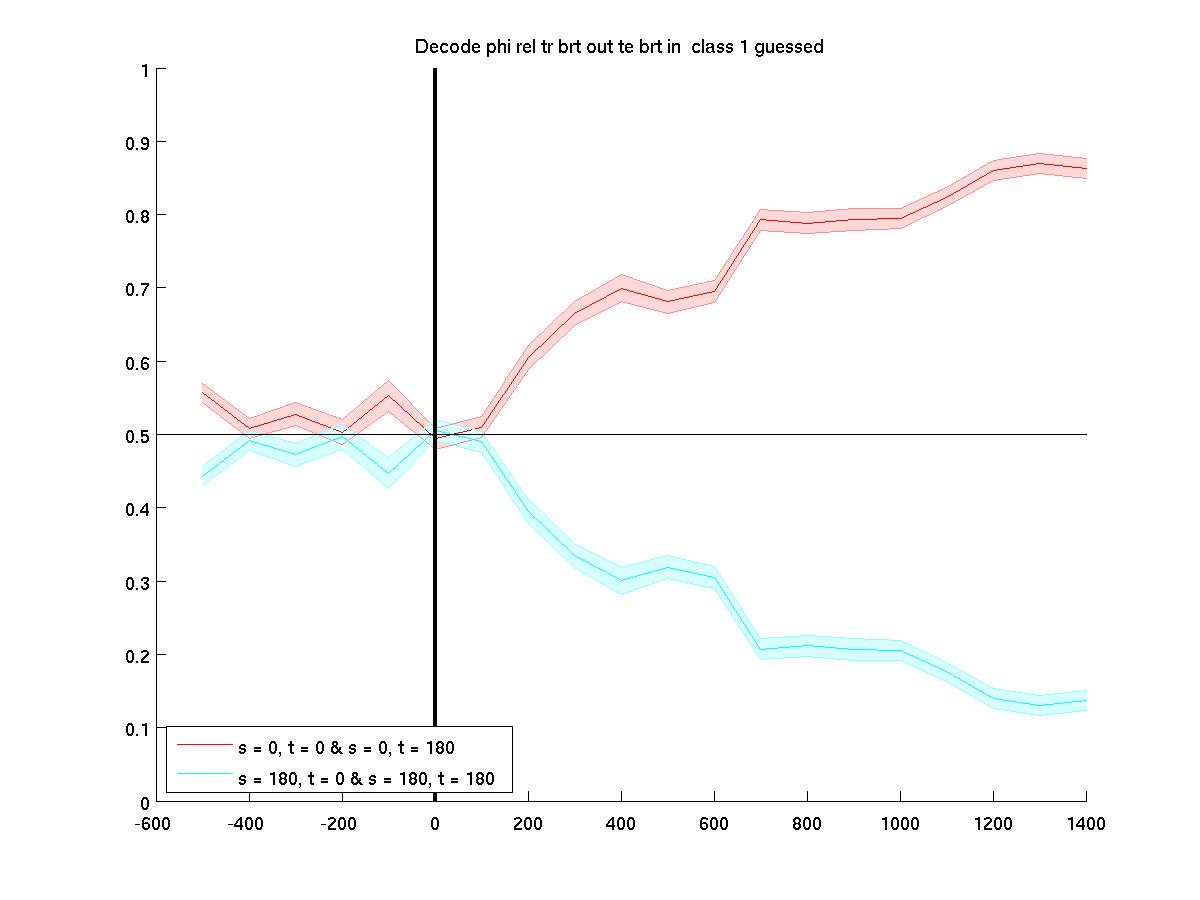 Decode phi rel tr brt out te brt in  class 1 guessed
1
0.9
0.8
0.7
0.6
0.5
0.4
0.3
0.2
0.1
0
s = 0, t = 0 & s = 0, t = 180
s = 180, t = 0 & s = 180, t = 180
-600 -400 -200 0 200 400 600 800 1000 1200 1400